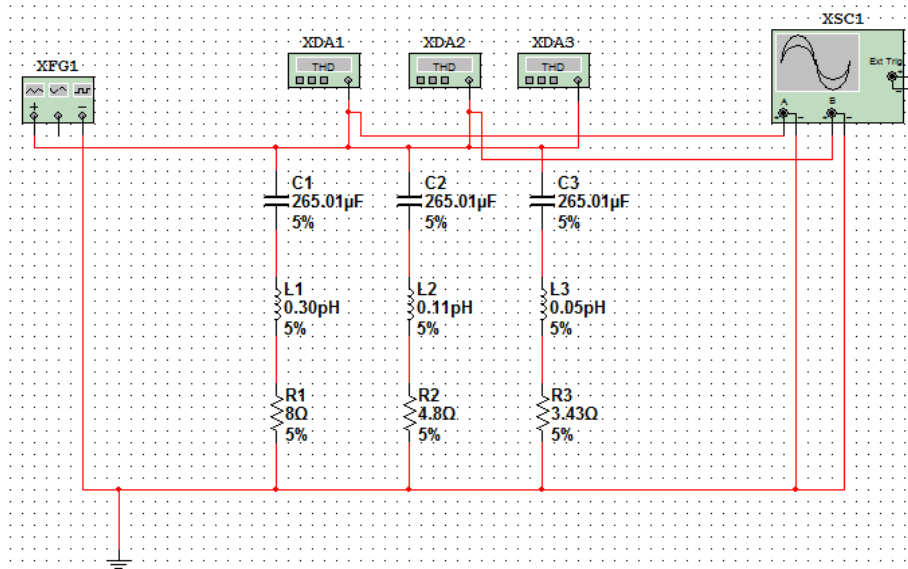 XSC1
XDA1 XDA2 XDA3
XFG1
THD THD THD
Ext Trig
+
-
A B
+ - + -
+ -
C1 C2 C3
265.01µF 265.01µF 265.01µF
5% 5% 5%
L1 L2 L3
0.30pH 0.11pH 0.05pH
5% 5% 5%
R1 R2 R3
8Ω 4.8Ω 3.43Ω
5% 5% 5%